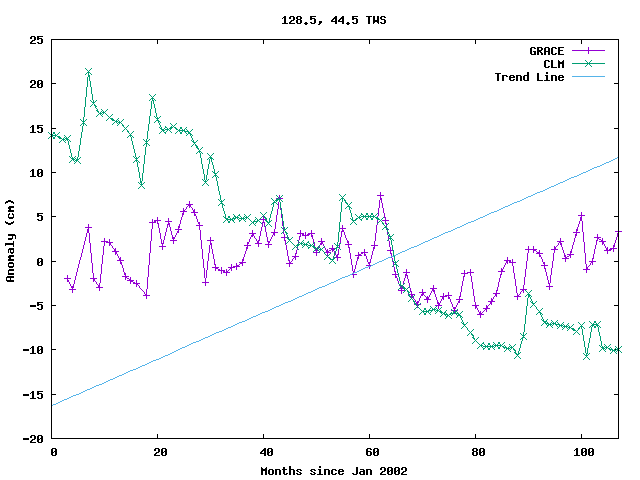 128.5, 44.5 TWS
GRACE
CLM
Trend Line
25
20
15
10
5
0
-5
-10
-15
-20
Anomaly (cm)
0 20 40 60 80 100
Months since Jan 2002